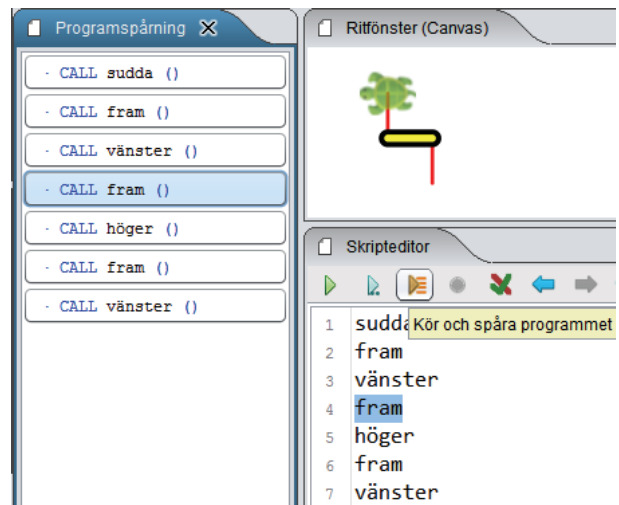 Programspårning
· CALL sudda ()
· CALL fram ()
· CALL vänster ()
· CALL fram ()
· CALL höger ()
· CALL fram ()
· CALL vänster ()
Ritfönster (Canvas)
Skripteditor
Kör och spåra programmet
1 sudda
2 fram
3 vänster
4 fram
5 höger
6 fram
7 vänster